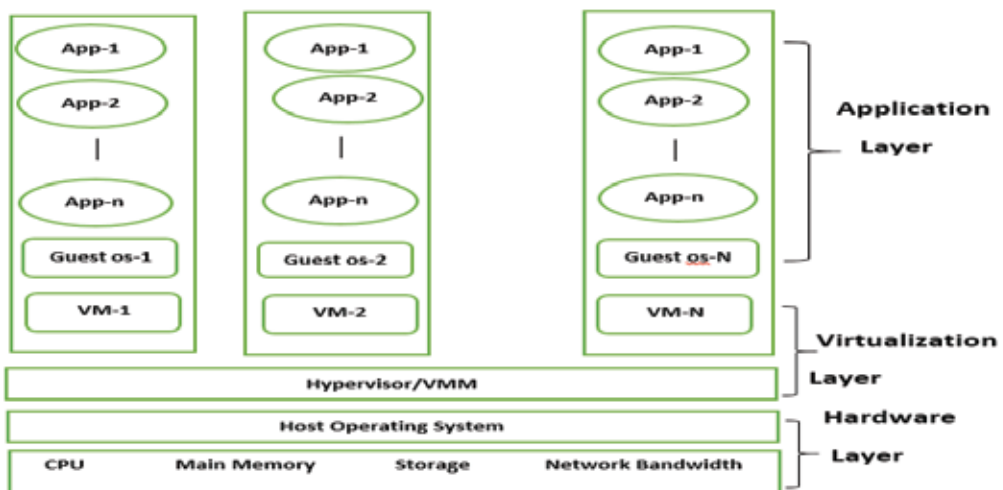 App-1
App-2
|
App-n
Guest os-1
VM-1
App-1
App-2
|
App-n
Guest os-2
VM-2
App-1
App-2
|
App-n
Guest os-N
VM-N
Application
Layer
Virtualization
Layer
Hypervisor/VMM
Host Operating System
CPU Main Memory Storage Network Bandwidth
Hardware
Layer